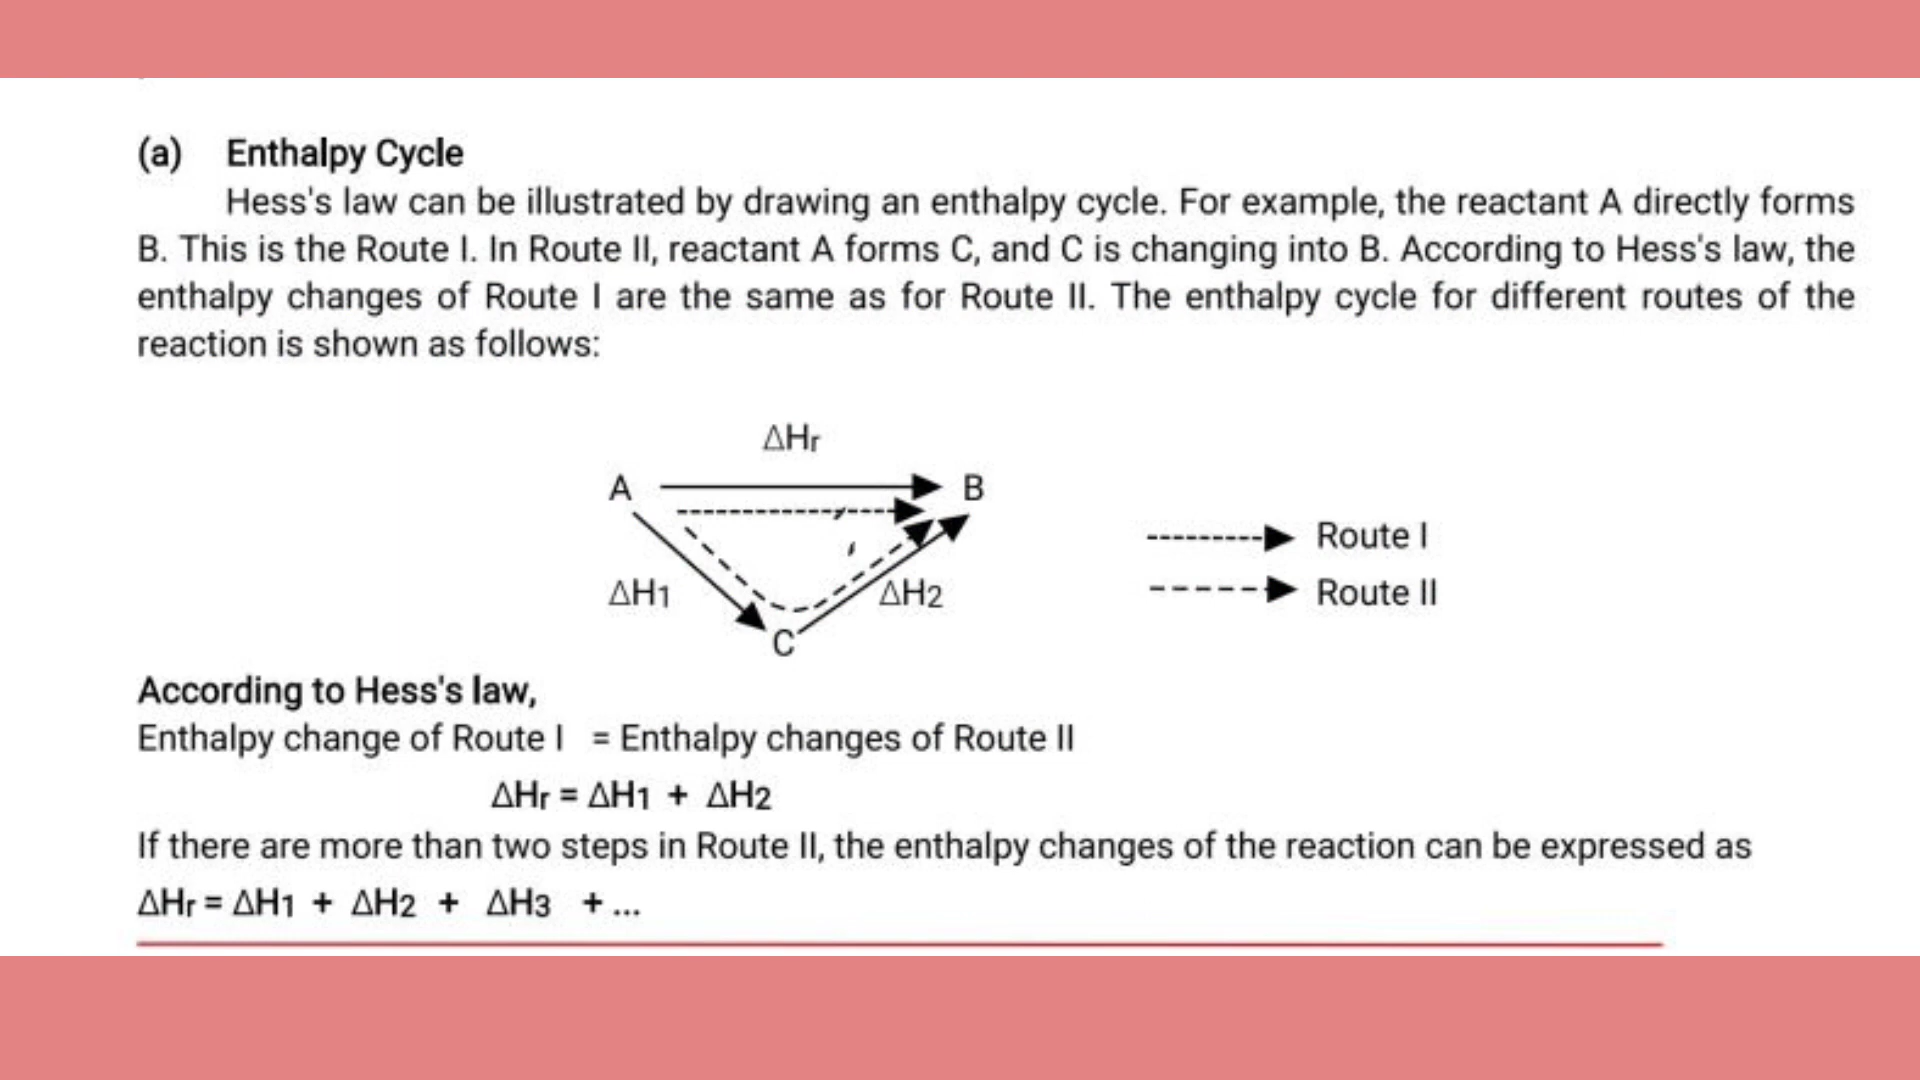 (a) Enthalpy Cycle
Hess's law can be illustrated by drawing an enthalpy cycle. For example, the reactant A directly forms
B. This is the Route I. In Route II, reactant A forms C, and C is changing into B. According to Hess's law, the
enthalpy changes of Route I are the same as for Route II. The enthalpy cycle for different routes of the
reaction is shown as follows:
ΔHr
A B
Route I
ΔH1 ΔH2
Route II
C
According to Hess's law,
Enthalpy change of Route I = Enthalpy changes of Route II
ΔHr = ΔH1 + ΔH2
If there are more than two steps in Route II, the enthalpy changes of the reaction can be expressed as
ΔHr = ΔH1 + ΔH2 + ΔH3 + ...